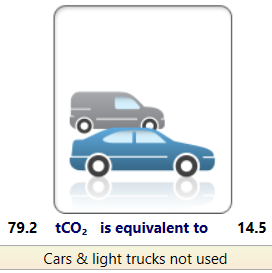 79.2 tCO₂ is equivalent to 14.5
Cars & light trucks not used